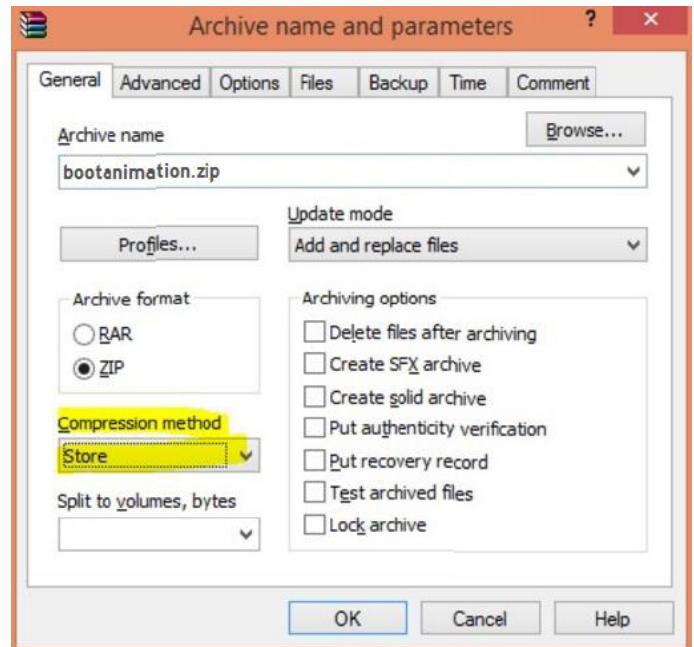 Archive name and parameters
?
General Advanced Options Files Backup Time Comment
Archive name
Browse...
bootanimation.zip
Update mode
Profiles...
Add and replace files
Archive format
RAR
ZIP
Compression method
Store
Split to volumes, bytes
Archiving options
Delete files after archiving
Create SFX archive
Create solid archive
Put authenticity verification
Put recovery record
Test archived files
Lock archive
OK Cancel Help